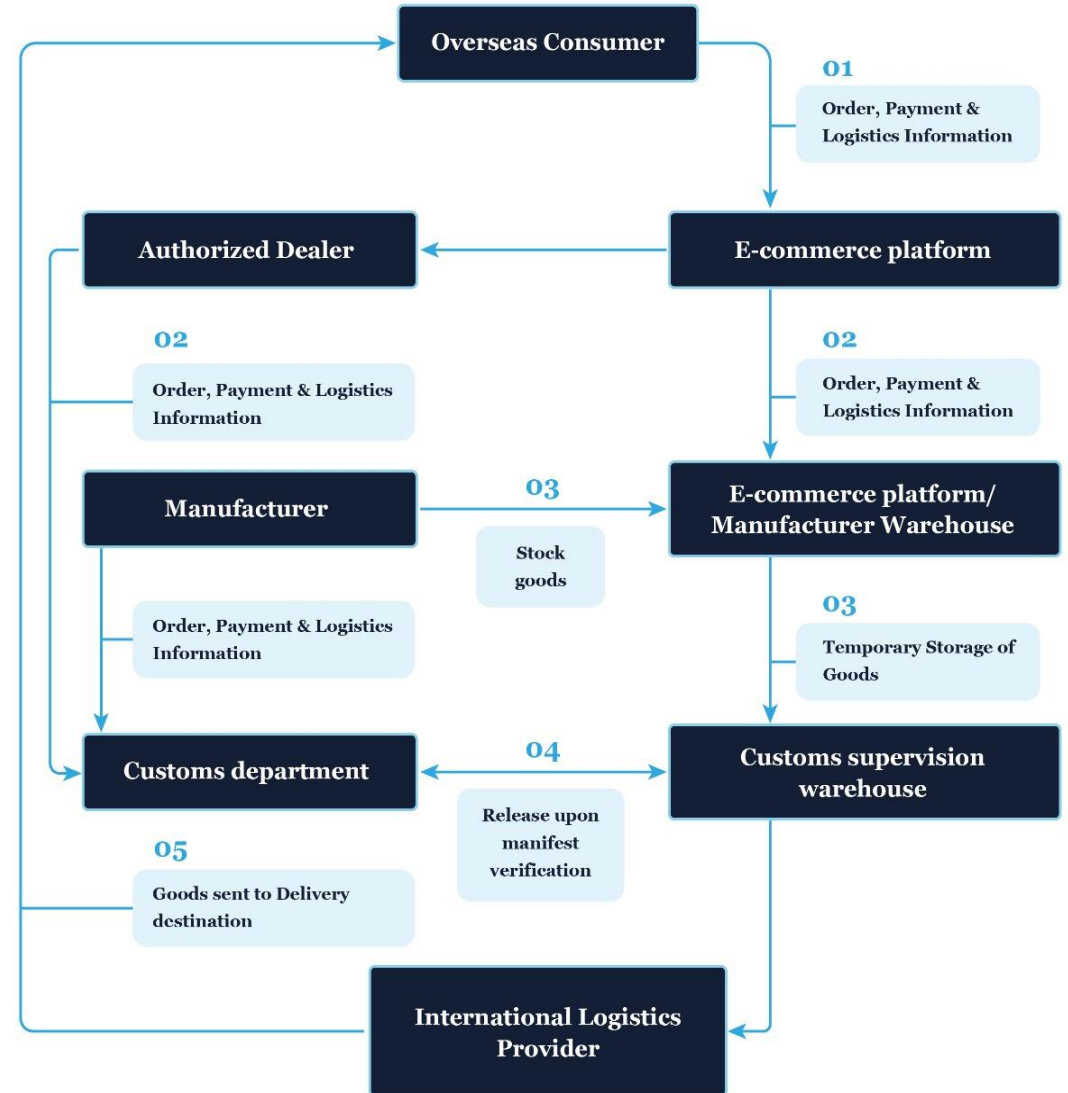 Overseas Consumer
01
Order, Payment &
Logistics Information
Authorized Dealer
E-commerce platform
02
Order, Payment & Logistics
Information
02
Order, Payment &
Logistics Information
Manufacturer
03
Stock
goods
E-commerce platform/
Manufacturer Warehouse
Order, Payment & Logistics
Information
03
Temporary Storage of
Goods
Customs department
04
Release upon
manifest
verification
Customs supervision
warehouse
05
Goods sent to Delivery
destination
International Logistics
Provider